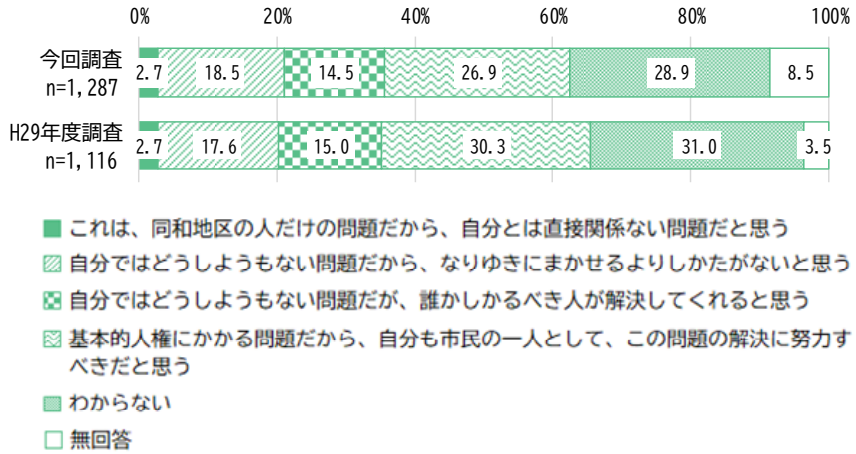 0% 20% 40% 60% 80% 100%
今回調査
n=1,287
2.7 18.5 14.5 26.9 28.9 8.5
H29年度調査
n=1,116
2.7 17.6 15.0 30.3 31.0 3.5
これは、同和地区の人だけの問題だから、自分とは直接関係ない問題だと思う
自分ではどうしようもない問題だから、なりゆきにまかせるよりしかたがないと思う
自分ではどうしようもない問題だが、誰かしかるべき人が解決してくれると思う
基本的人権にかかる問題だから、自分も市民の一人として、この問題の解決に努力す
べきだと思う
わからない
無回答